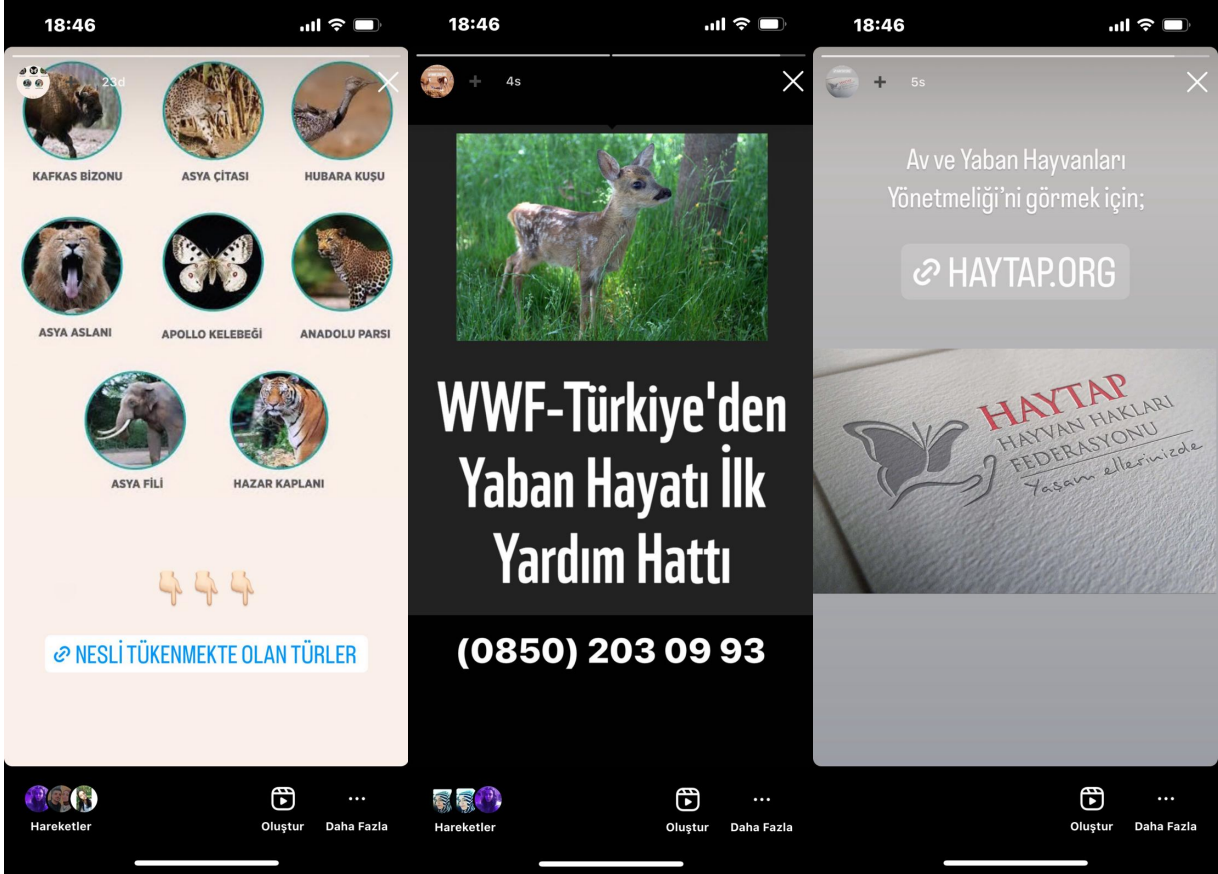 18:46
23d
KAFKAS BİZONU
ASYA ÇİTASI
HUBARA KUŞU
ASYA ASLANI
APOLLO KELEBEĞİ
ANADOLU PARSI
ASYA FİLİ
HAZAR KAPLANI
NESLİ TÜKENMEKTE OLAN TÜRLER
Hareketler
Oluştur
Daha Fazla
18:46
4s
WWF-Türkiye'den
Yaban Hayatı İlk
Yardım Hattı
(0850) 203 09 93
Hareketler
Oluştur
Daha Fazla
18:46
5s
Av ve Yaban Hayvanları
Yönetmeliği'ni görmek için;
HAYTAP.ORG
HAYTAP
HAYVAN HAKLARI
FEDERASYONU
Yaşam ellerinizde
Oluştur
Daha Fazla